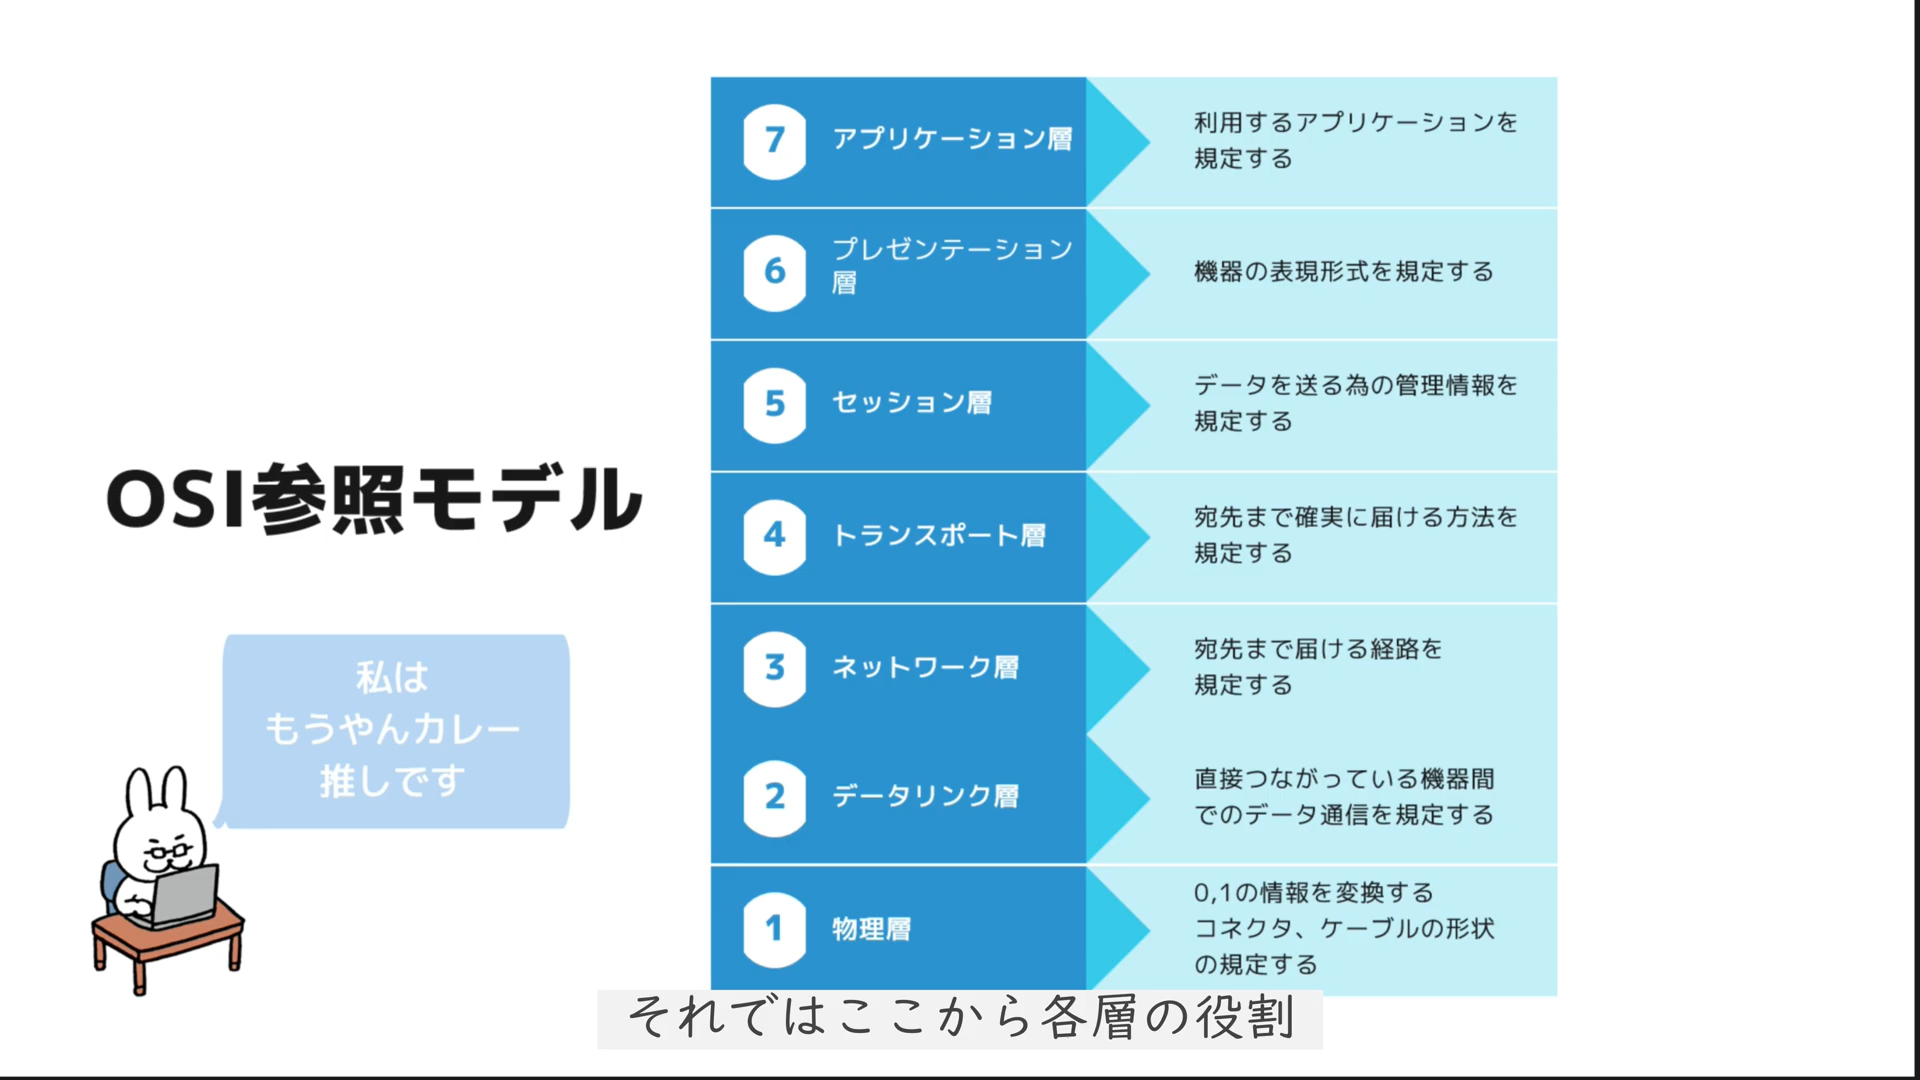 OSI参照モデル
私は
もうやんカレー
推しです
7
アプリケーション層
利用するアプリケーションを
規定する
6
プレゼンテーション
層
機器の表現形式を規定する
5
セッション層
データを送る為の管理情報を
規定する
4
トランスポート層
宛先まで確実に届ける方法を
規定する
3
ネットワーク層
宛先まで届ける経路を
規定する
2
データリンク層
直接つながっている機器間
でのデータ通信を規定する
1
物理層
0,1の情報を変換する
コネクタ、ケーブルの形状
の規定する
それではここから各層の役割